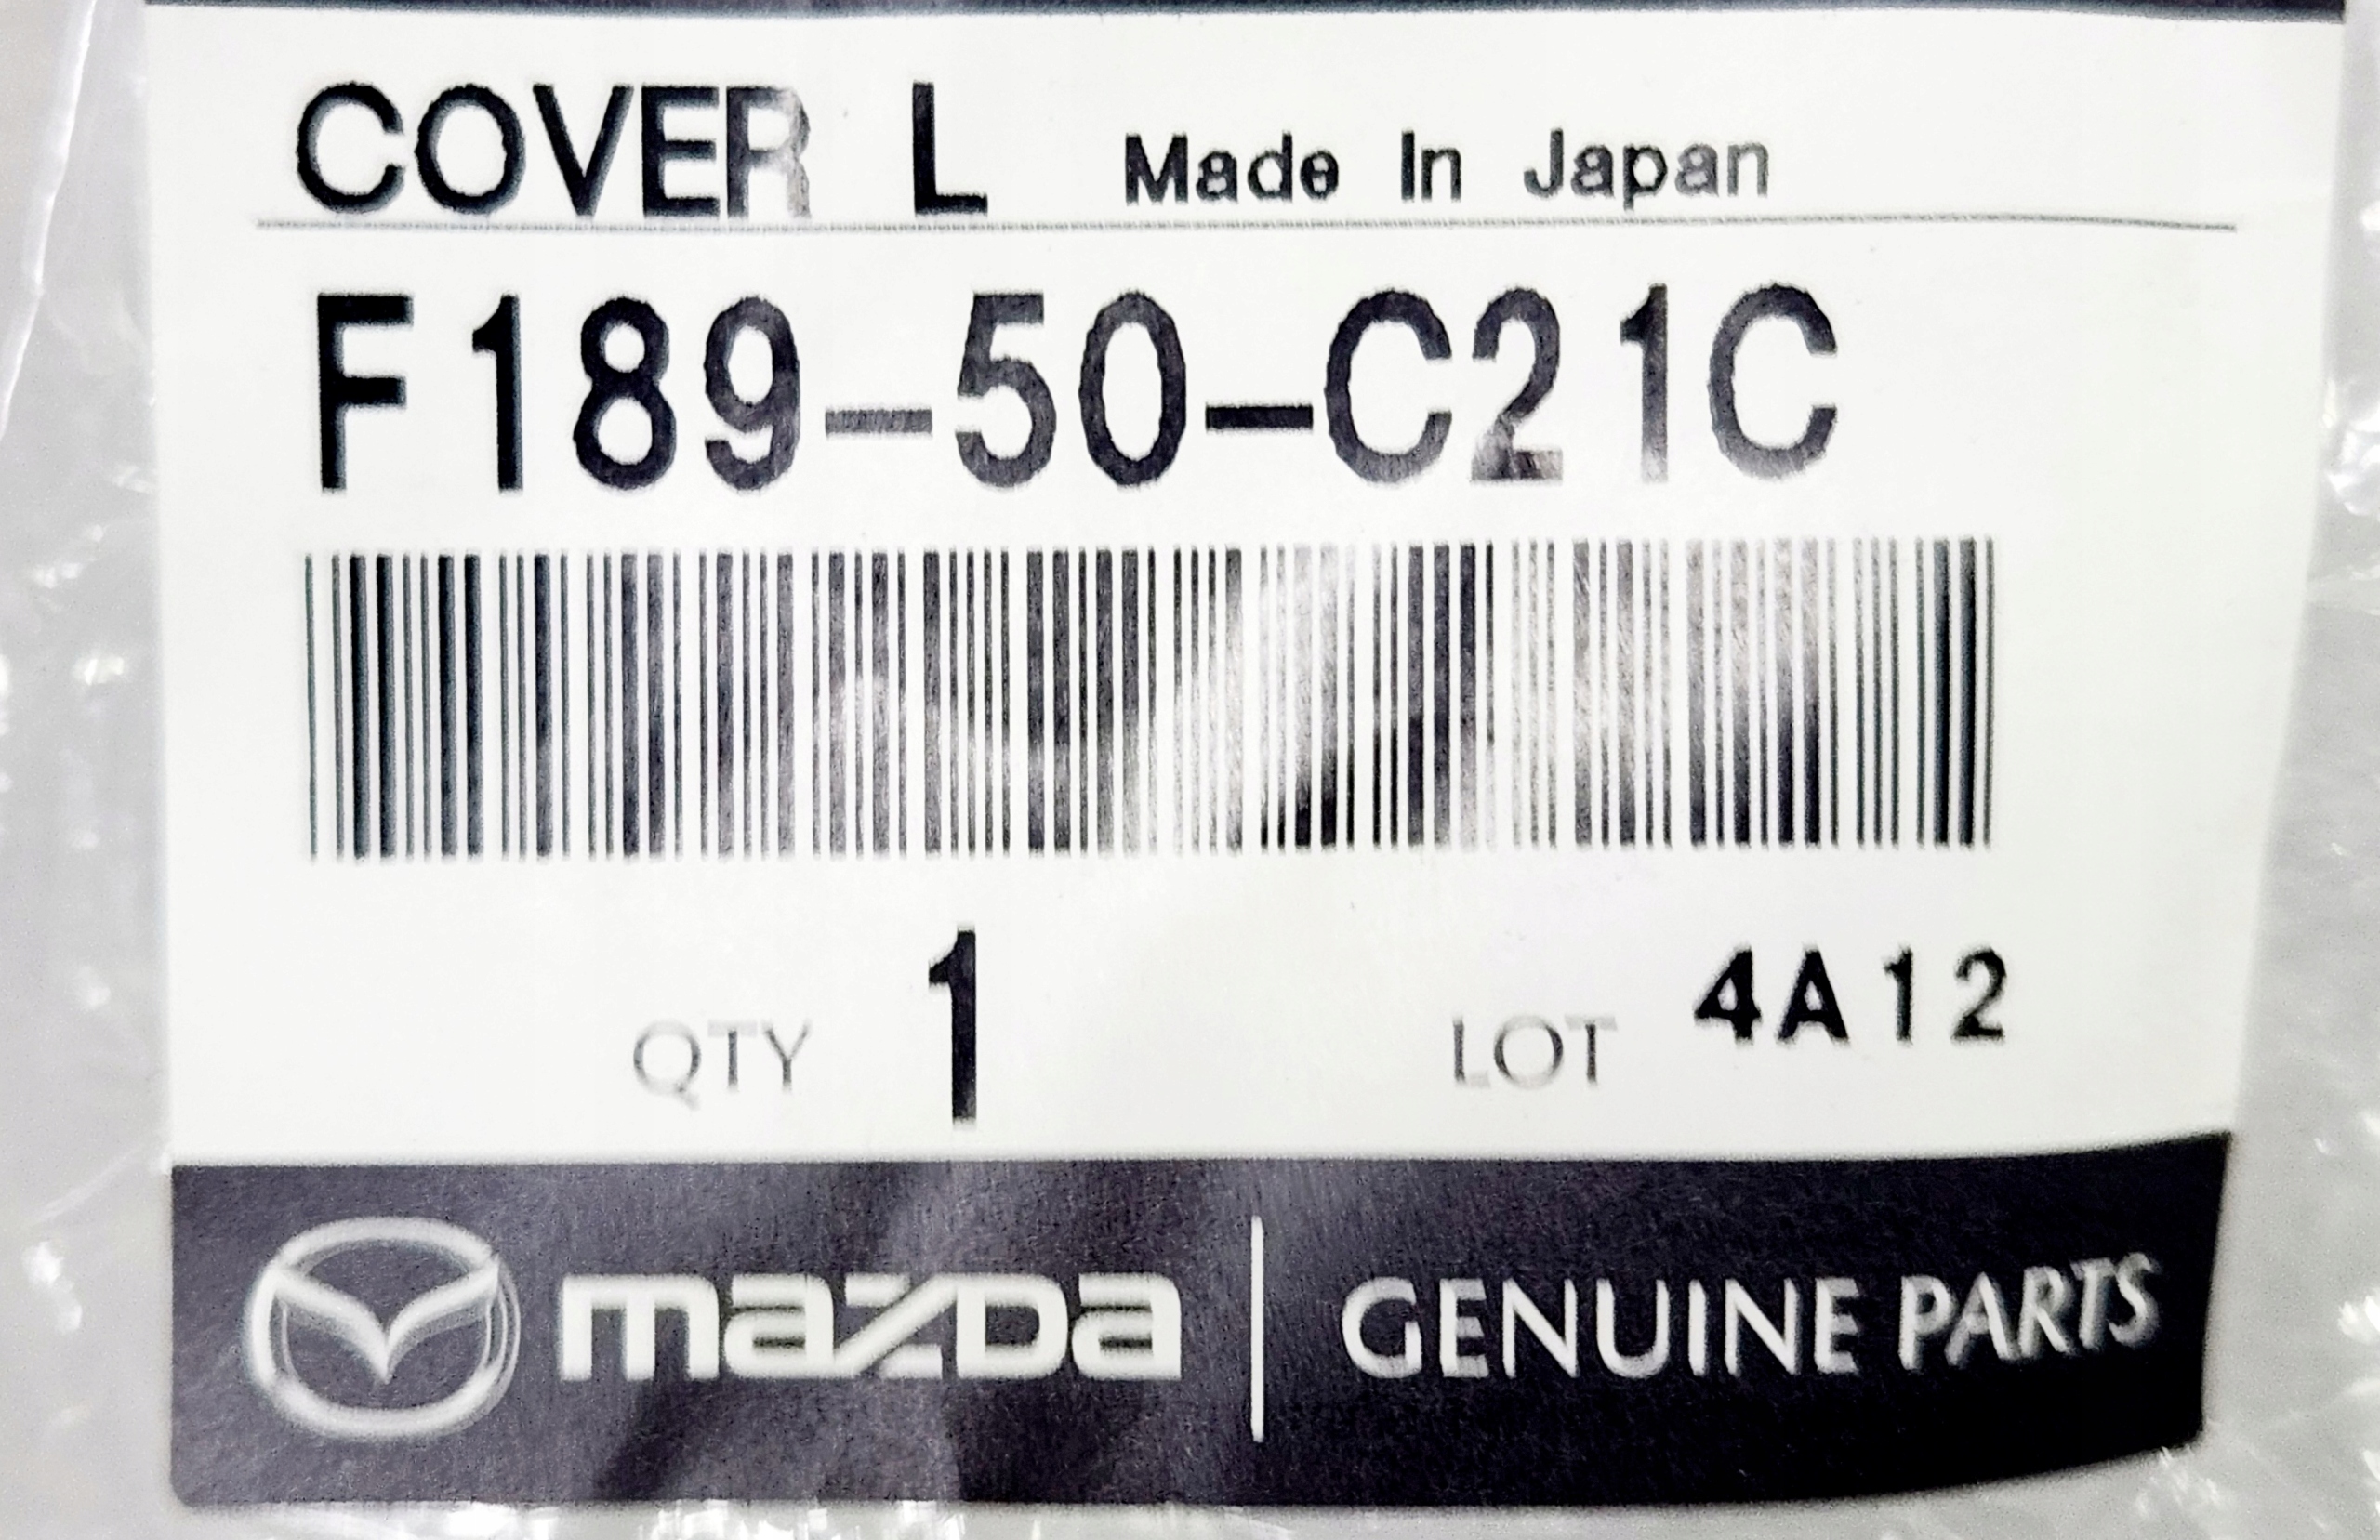 COVER L Made In Japan
F189-50-C21C
QTY 1 LOT 4A12
mazda GENUINE PARTS